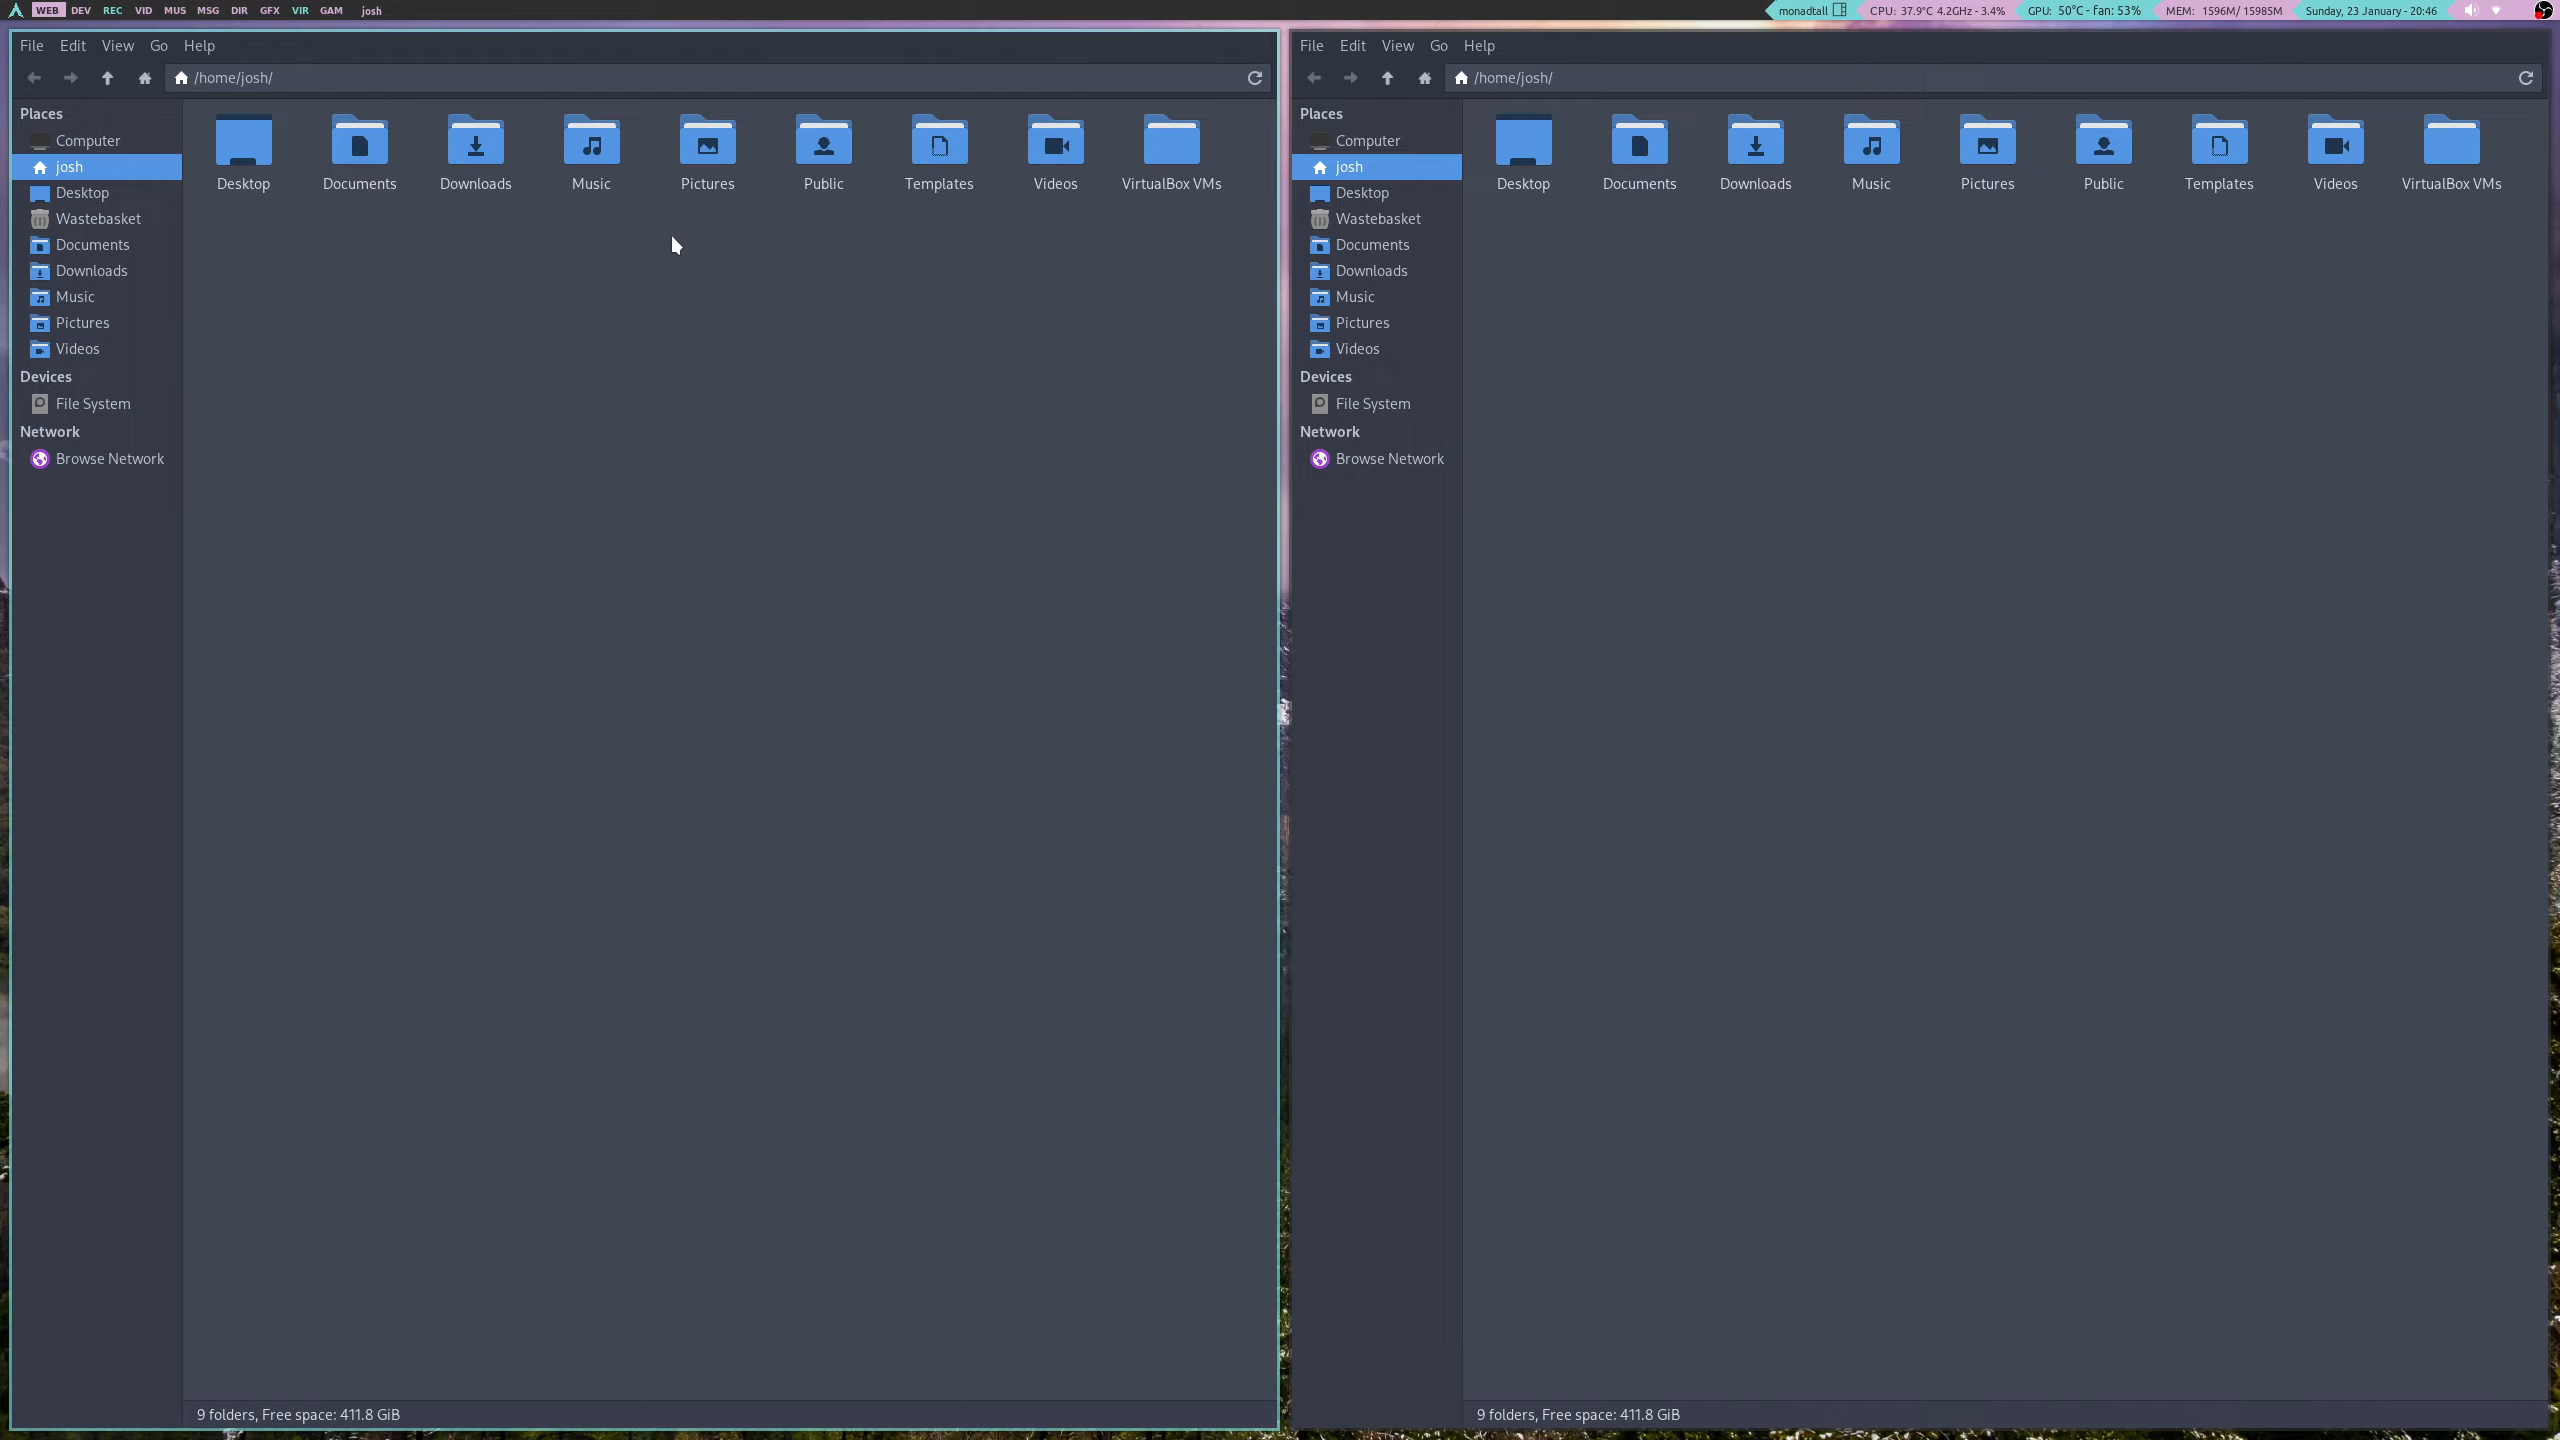 WEB DEV REC VID MUS MSG DIR GFX VIR GAM josh
monadtall CPU: 37.9°C 4.2GHz - 3.4% GPU: 50°C - fan: 53% MEM: 1596M/ 15985M Sunday, 23 January - 20:46
File Edit View Go Help
/home/josh/
Places
Computer
josh
Desktop
Wastebasket
Documents
Downloads
Music
Pictures
Videos
Devices
File System
Network
Browse Network
Desktop Documents Downloads Music Pictures Public Templates Videos VirtualBox VMs
9 folders, Free space: 411.8 GiB
File Edit View Go Help
/home/josh/
Places
Computer
josh
Desktop
Wastebasket
Documents
Downloads
Music
Pictures
Videos
Devices
File System
Network
Browse Network
Desktop Documents Downloads Music Pictures Public Templates Videos VirtualBox VMs
9 folders, Free space: 411.8 GiB